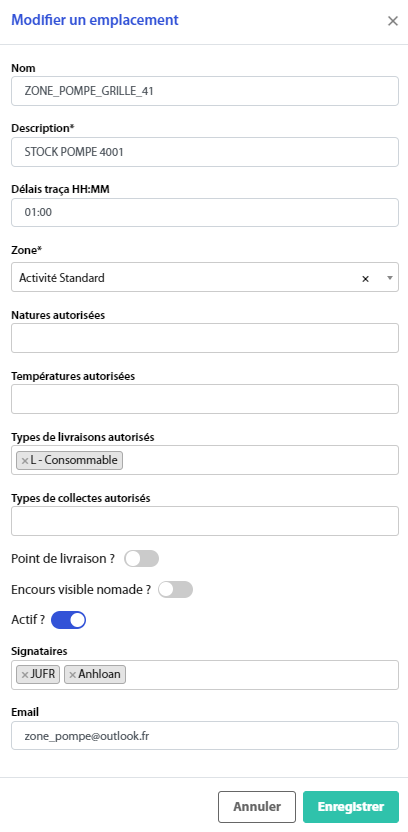 Modifier un emplacement ×
Nom
ZONE_POMPE_GRILLE_41
Description*
STOCK POMPE 4001
Délais traça HH:MM
01:00
Zone*
Activité Standard ×
Natures autorisées
Températures autorisées
Types de livraisons autorisés
× L - Consommable
Types de collectes autorisés
Point de livraison ?
Encours visible nomade ?
Actif ?
Signataires
× JUFR × Anhloan
Email
zone_pompe@outlook.fr
Annuler Enregistrer